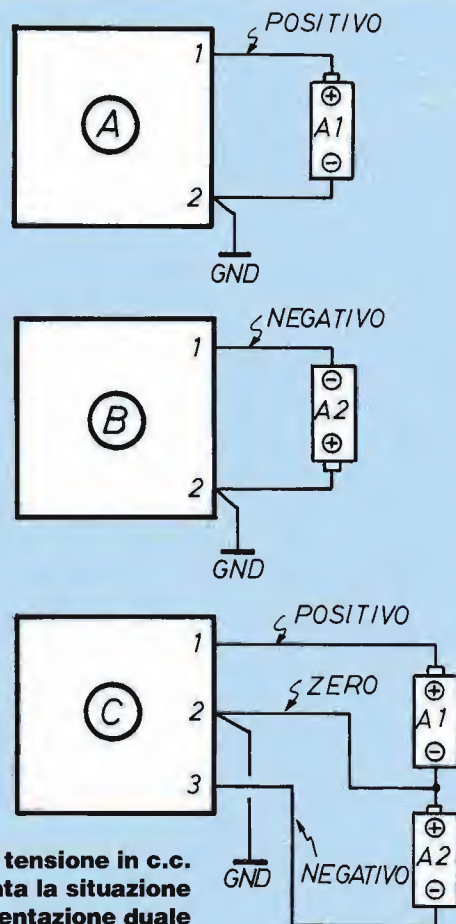 POSITIVO
1
A
+
A1
-
2
GND
NEGATIVO
1
B
-
A2
+
2
GND
POSITIVO
1
C
ZERO
2
+
A1
-
3
+
A2
-
GND
NEGATIVO
tensione in c.c.
ta la situazione
entazione duale